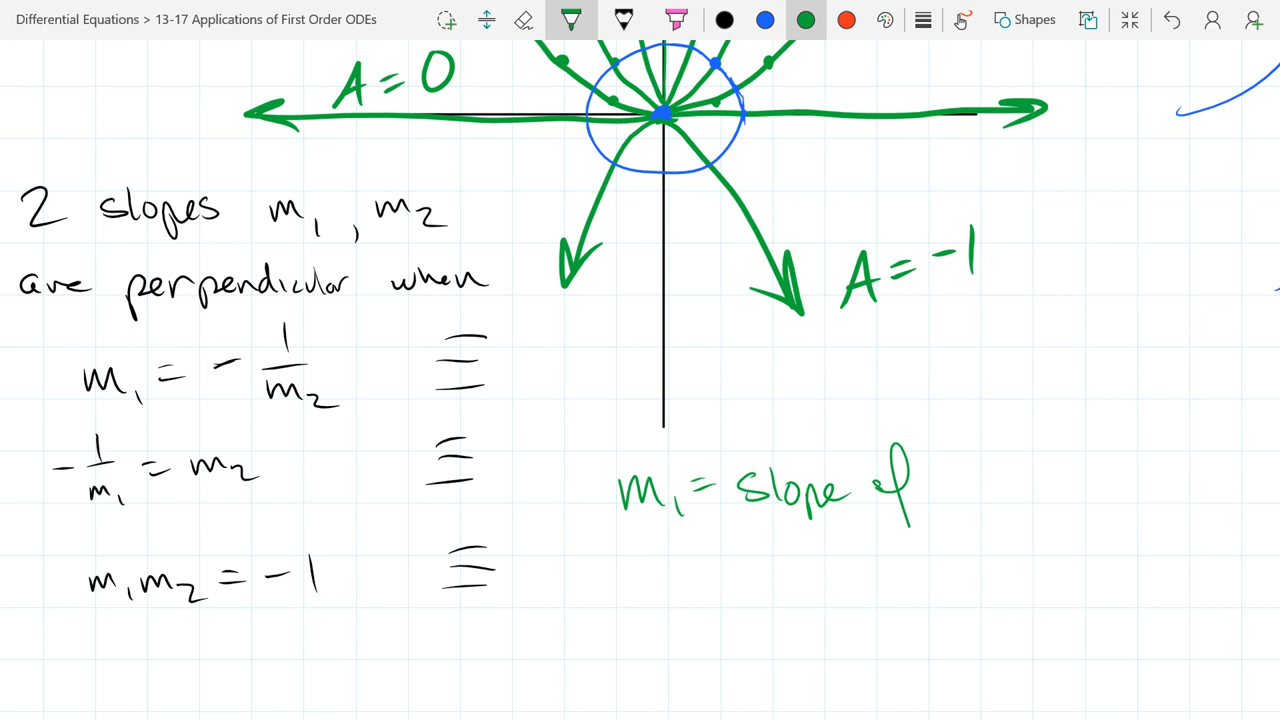 Differential Equations > 13-17 Applications of First Order ODEs
Shapes
A = 0
2 slopes m₁, m₂
are perpendicular when
m₁ = - 1/m₂ ≡
- 1/m₁ = m₂ ≡
m₁m₂ = -1 ≡
A = -1
m₁ = slope of